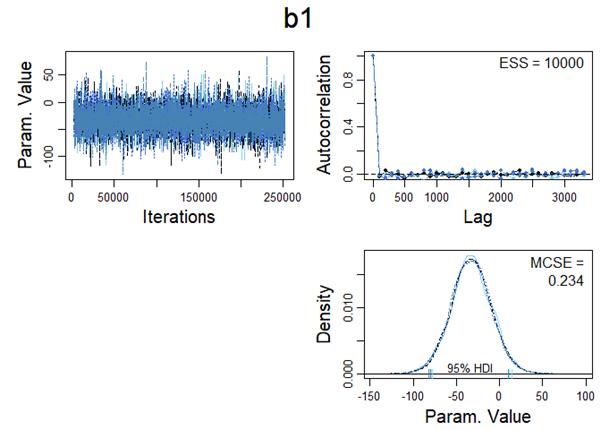 b1
Param. Value
50
0
-100
0
50000
150000
250000
Iterations
Autocorrelation
0.8
0.4
0.0
ESS = 10000
0
500
1000
2000
3000
Lag
Density
0.010
0.000
MCSE =
0.234
95% HDI
-150
-100
-50
0
50
100
Param. Value